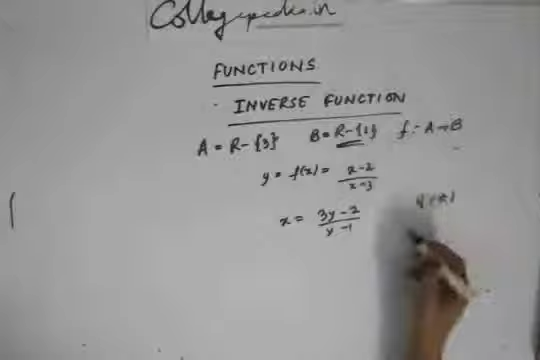 Collegepedia.in
FUNCTIONS
INVERSE FUNCTION
A = R-{3} B = R-{1} f:- A→B
y = f(x) = x-2 / x-3
x = 3y-2 / y-1